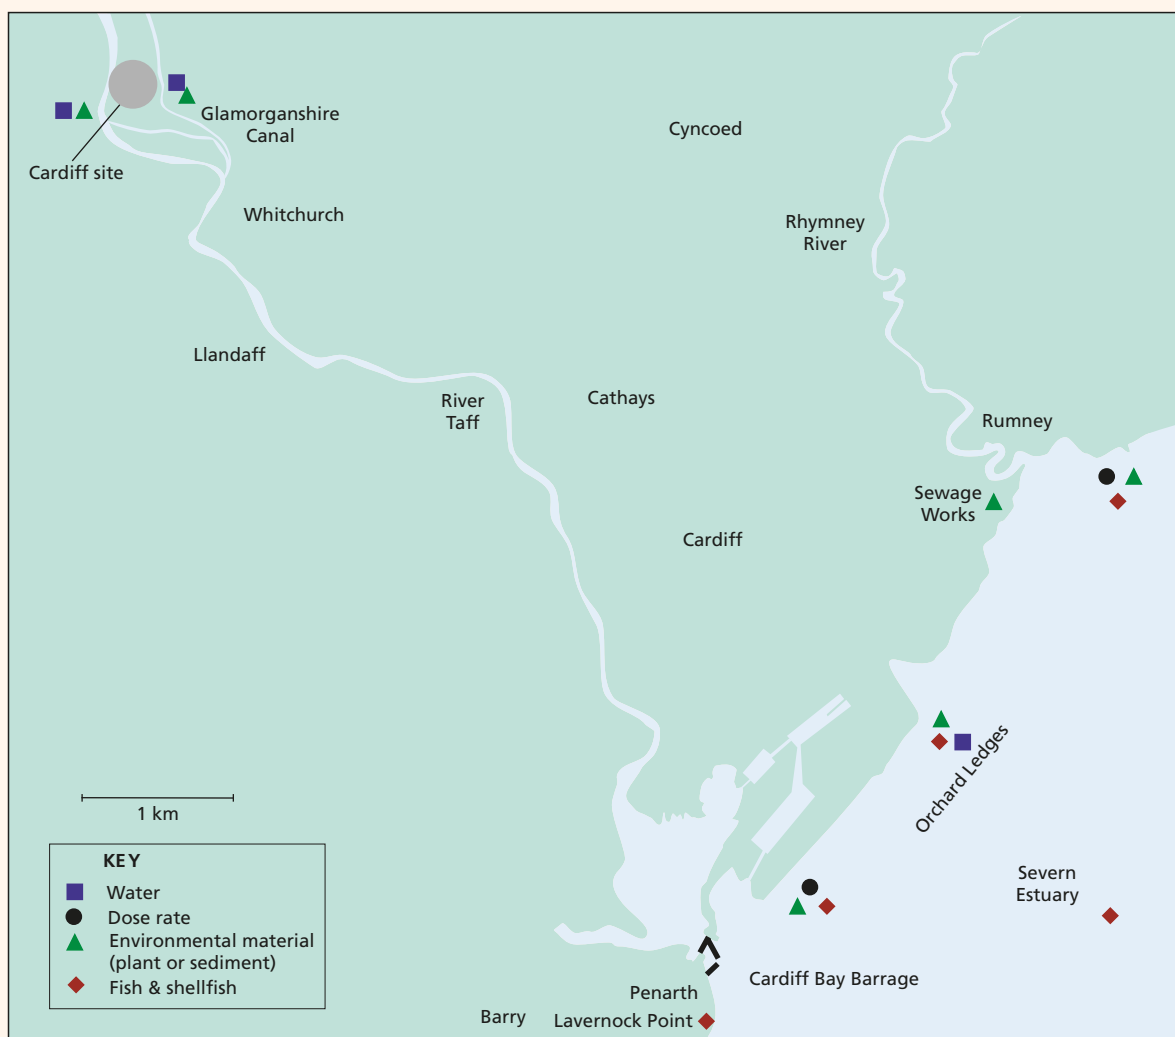 Cyncoed
Glamorganshire
Canal
Cardiff site
Whitchurch
Rhymney
River
Llandaff
River
Taff
Cathays
Rumney
Sewage
Works
Cardiff
Orchard Ledges
1 km
KEY
Water
Dose rate
Environmental material
(plant or sediment)
Fish & shellfish
Severn
Estuary
Cardiff Bay Barrage
Penarth
Barry
Lavernock Point